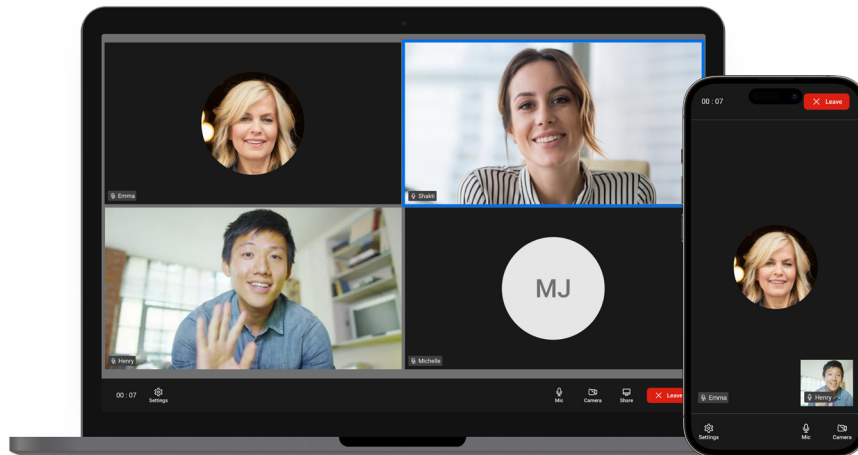 Emma
Shakti
MJ
Henry
Michelle
00 : 07
Settings
Mic
Camera
Share
Leave
00 : 07
Leave
Emma
Henry
Settings
Mic
Camera